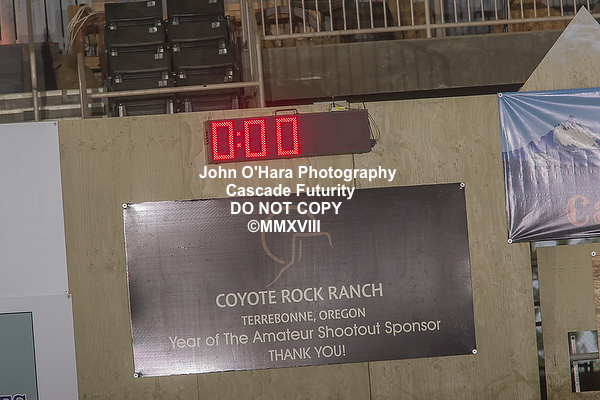 0:00
John O'Hara Photography
Cascade Futurity
DO NOT COPY
©MMXVIII
COYOTE ROCK RANCH
TERREBONNE, OREGON
Year of The Amateur Shootout Sponsor
THANK YOU!